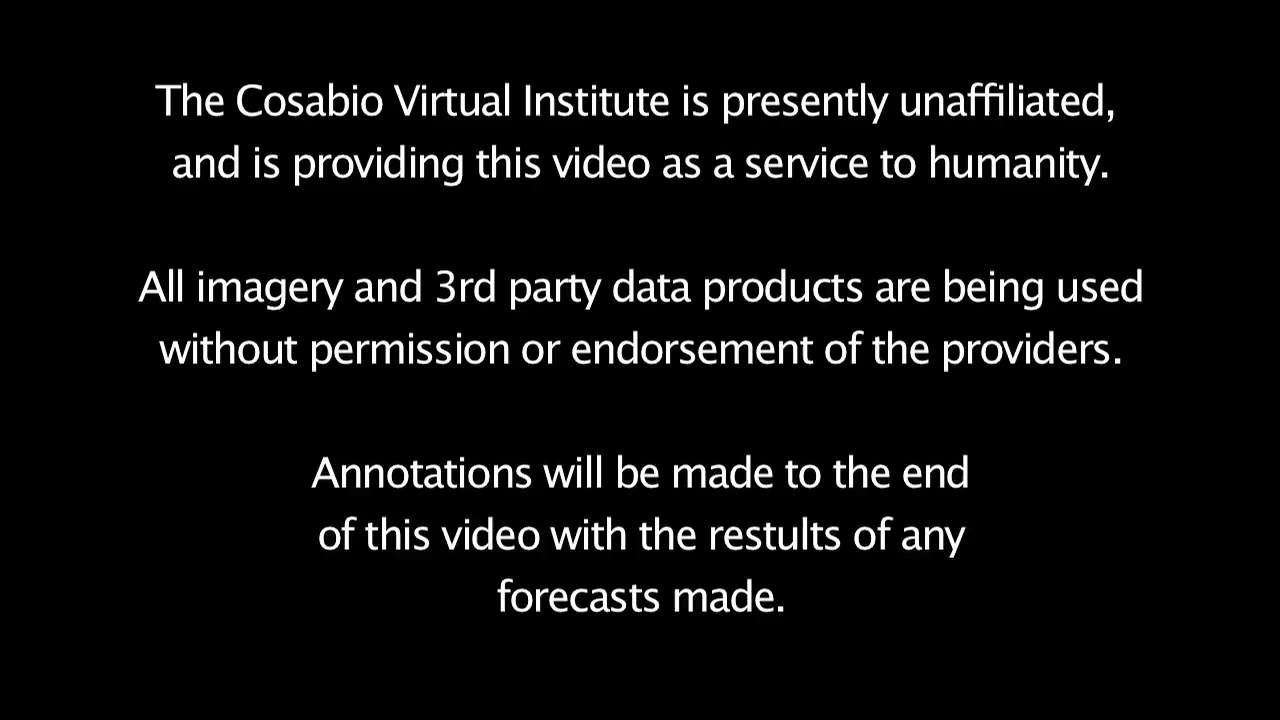 The Cosabio Virtual Institute is presently unaffiliated,
and is providing this video as a service to humanity.
All imagery and 3rd party data products are being used
without permission or endorsement of the providers.
Annotations will be made to the end
of this video with the restults of any
forecasts made.